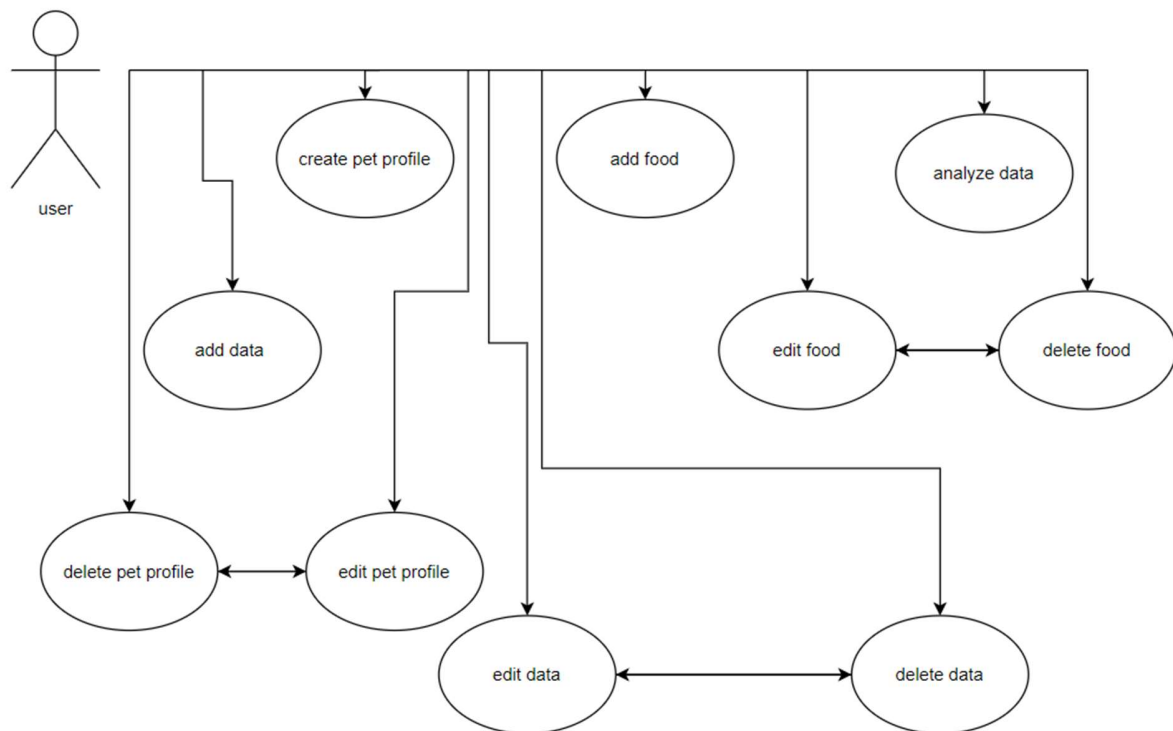 create pet profile
add food
analyze data
user
add data
edit food
delete food
delete pet profile
edit pet profile
edit data
delete data